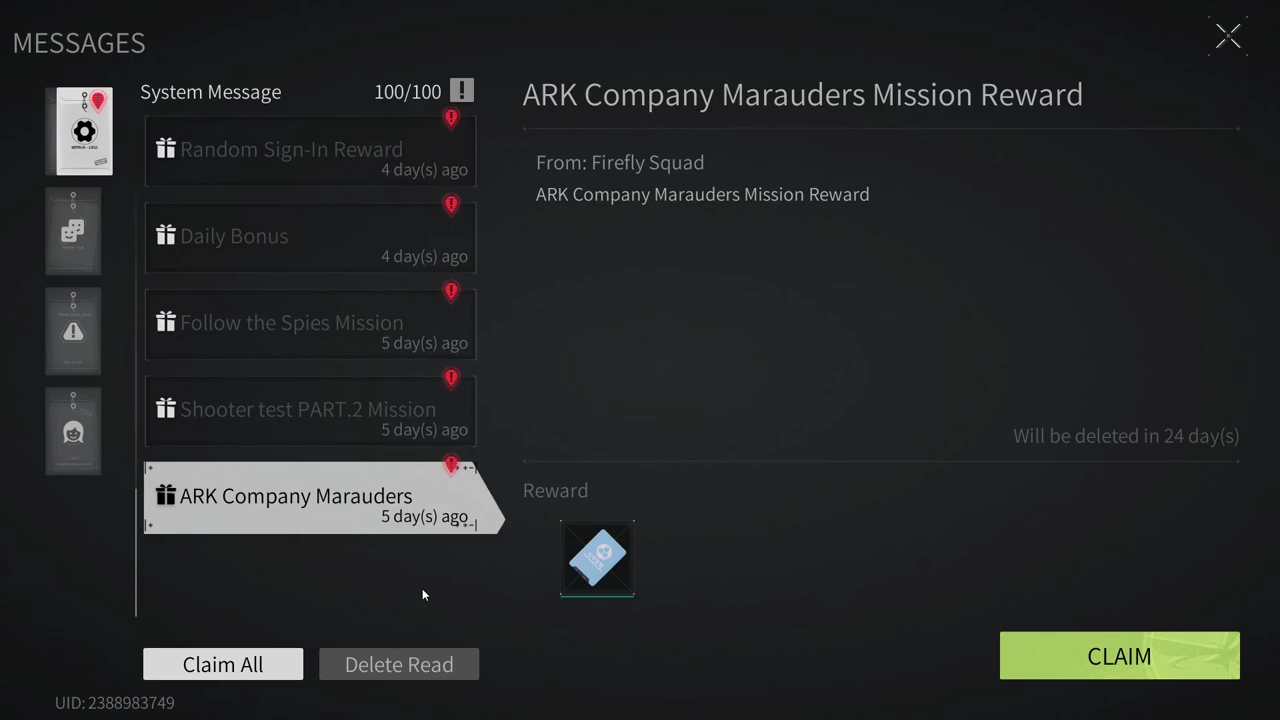 MESSAGES
System Message 100/100
Random Sign-In Reward
4 day(s) ago
Daily Bonus
4 day(s) ago
Follow the Spies Mission
5 day(s) ago
Shooter test PART.2 Mission
5 day(s) ago
ARK Company Marauders
5 day(s) ago
Claim All
Delete Read
UID: 2388983749
ARK Company Marauders Mission Reward
From: Firefly Squad
ARK Company Marauders Mission Reward
Will be deleted in 24 day(s)
Reward
CLAIM